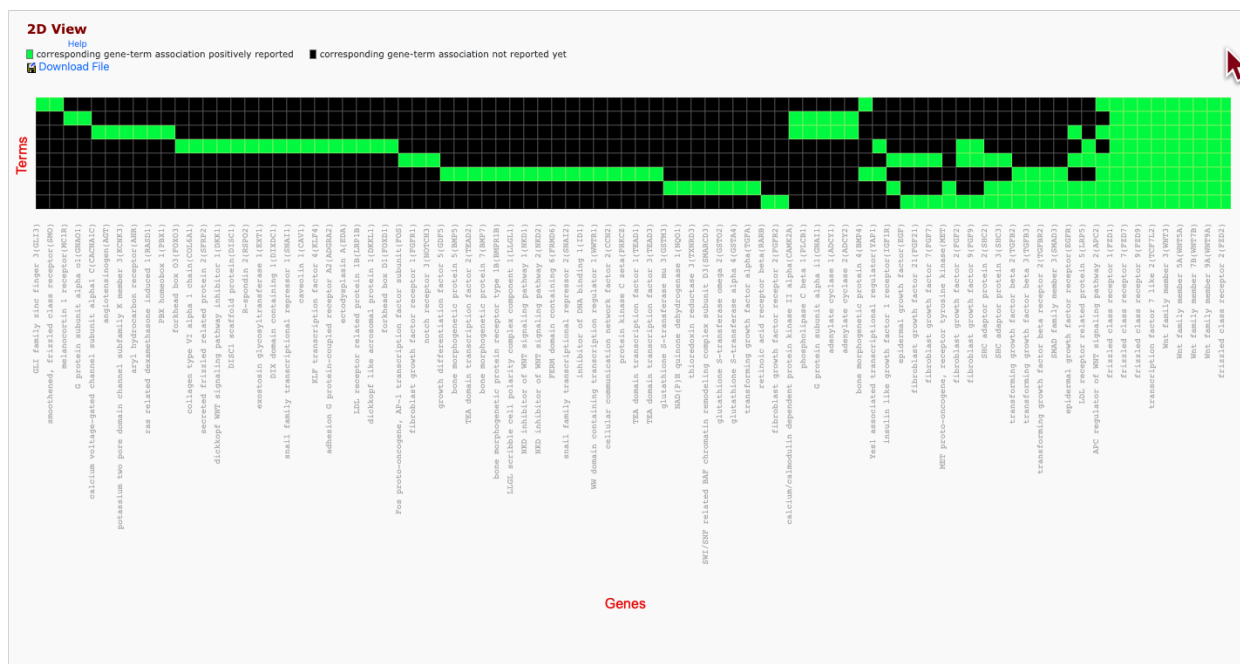 2D View
Help
corresponding gene-term association positively reported
corresponding gene-term association not reported yet
Download File
Terms
GLI family zinc finger 3(GLI3)
smoothened, frizzled class receptor(SMO)
melanocortin 1 receptor(MC1R)
G protein subunit alpha o1(GNAO1)
calcium voltage-gated channel subunit alpha1 C(CACNA1C)
angiotensinogen(AGT)
potassium two pore domain channel subfamily K member 3(KCNK3)
aryl hydrocarbon receptor(AHR)
ras related dexamethasone induced 1(RASD1)
PBX homeobox 1(PBX1)
forkhead box O3(FOXO3)
collagen type VI alpha 1 chain(COL6A1)
secreted frizzled related protein 2(SFRP2)
dickkopf WNT signaling pathway inhibitor 1(DKK1)
DISC1 scaffold protein(DISC1)
R-spondin 2(RSPO2)
exostosin glycosyltransferase 1(EXT1)
DIX domain containing 1(DIXDC1)
snail family transcriptional repressor 1(SNAI1)
caveolin 1(CAV1)
KLF transcription factor 4(KLF4)
adhesion G protein-coupled receptor A2(ADGRA2)
ectodysplasin A(EDA)
LDL receptor related protein 1B(LRP1B)
dickkopf like acrosomal protein 1(DKKL1)
forkhead box D1(FOXD1)
Fos proto-oncogene, AP-1 transcription factor subunit(FOS)
fibroblast growth factor receptor 1(FGFR1)
notch receptor 3(NOTCH3)
growth differentiation factor 5(GDF5)
bone morphogenetic protein 5(BMP5)
TEA domain transcription factor 2(TEAD2)
bone morphogenetic protein 7(BMP7)
bone morphogenetic protein receptor type 1B(BMPR1B)
LLGL scribble cell polarity complex component 1(LLGL1)
NKD inhibitor of WNT signaling pathway 1(NKD1)
NKD inhibitor of WNT signaling pathway 2(NKD2)
FERM domain containing 6(FRMD6)
snail family transcriptional repressor 2(SNAI2)
inhibitor of DNA binding 1(ID1)
WW domain containing transcription regulator 1(WWTR1)
cellular communication network factor 2(CCN2)
protein kinase C zeta(PRKCZ)
TEA domain transcription factor 1(TEAD1)
TEA domain transcription factor 3(TEAD3)
glutathione S-transferase mu 3(GSTM3)
NAD(P)H quinone dehydrogenase 1(NQO1)
thioredoxin reductase 3(TXNRD3)
SWI/SNF related BAF chromatin remodeling complex subunit D3(SMARCD3)
glutathione S-transferase omega 2(GSTO2)
glutathione S-transferase alpha 4(GSTA4)
transforming growth factor alpha(TGFA)
retinoic acid receptor beta(RARB)
fibroblast growth factor receptor 2(FGFR2)
calcium/calmodulin dependent protein kinase II alpha(CAMK2A)
phospholipase C beta 1(PLCB1)
G protein subunit alpha i1(GNAI1)
adenylate cyclase 1(ADCY1)
adenylate cyclase 2(ADCY2)
bone morphogenetic protein 4(BMP4)
Yes1 associated transcriptional regulator(YAP1)
insulin like growth factor 1 receptor(IGF1R)
epidermal growth factor(EGF)
fibroblast growth factor 21(FGF21)
fibroblast growth factor 7(FGF7)
MET proto-oncogene, receptor tyrosine kinase(MET)
fibroblast growth factor 2(FGF2)
fibroblast growth factor 9(FGF9)
SHC adaptor protein 2(SHC2)
SHC adaptor protein 3(SHC3)
transforming growth factor beta 2(TGFB2)
transforming growth factor beta 3(TGFB3)
transforming growth factor beta receptor 2(TGFBR2)
SMAD family member 3(SMAD3)
epidermal growth factor receptor(EGFR)
LDL receptor related protein 5(LRP5)
APC regulator of WNT signaling pathway 2(APC2)
frizzled class receptor 1(FZD1)
frizzled class receptor 7(FZD7)
frizzled class receptor 9(FZD9)
transcription factor 7 like 2(TCF7L2)
Wnt family member 3(WNT3)
Wnt family member 5A(WNT5A)
Wnt family member 7B(WNT7B)
Wnt family member 9A(WNT9A)
frizzled class receptor 2(FZD2)
Genes